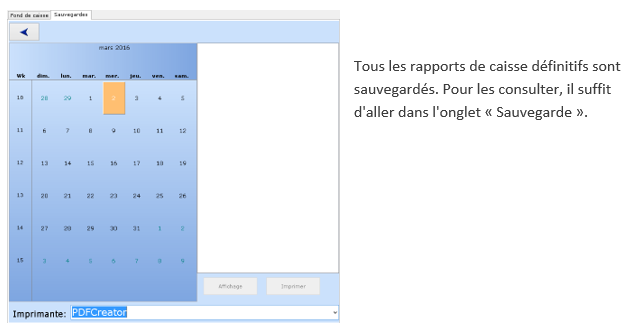 Fond de caisse Sauvegardes
mars 2016
Wk dim. lun. mar. mer. jeu. ven. sam.
10 28 29 1 2 3 4 5
11 6 7 8 9 10 11 12
12 13 14 15 16 17 18 19
13 20 21 22 23 24 25 26
14 27 28 29 30 31 1 2
15 3 4 5 6 7 8 9
Affichage Imprimer
Imprimante: PDFCreator
Tous les rapports de caisse définitifs sont
sauvegardés. Pour les consulter, il suffit
d'aller dans l'onglet « Sauvegarde ».